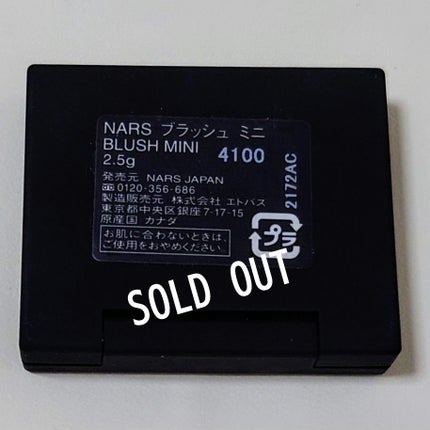 NARS ブラッシュ ミニ
BLUSH MINI 4100
2.5g
発売元 NARS JAPAN
0120-356-686
製造販売元 株式会社 エトバス
東京都中央区銀座7-17-15
原産国 カナダ
お肌に合わないときは、
ご使用をおやめください。
プラ
2172AC
SOLD OUT